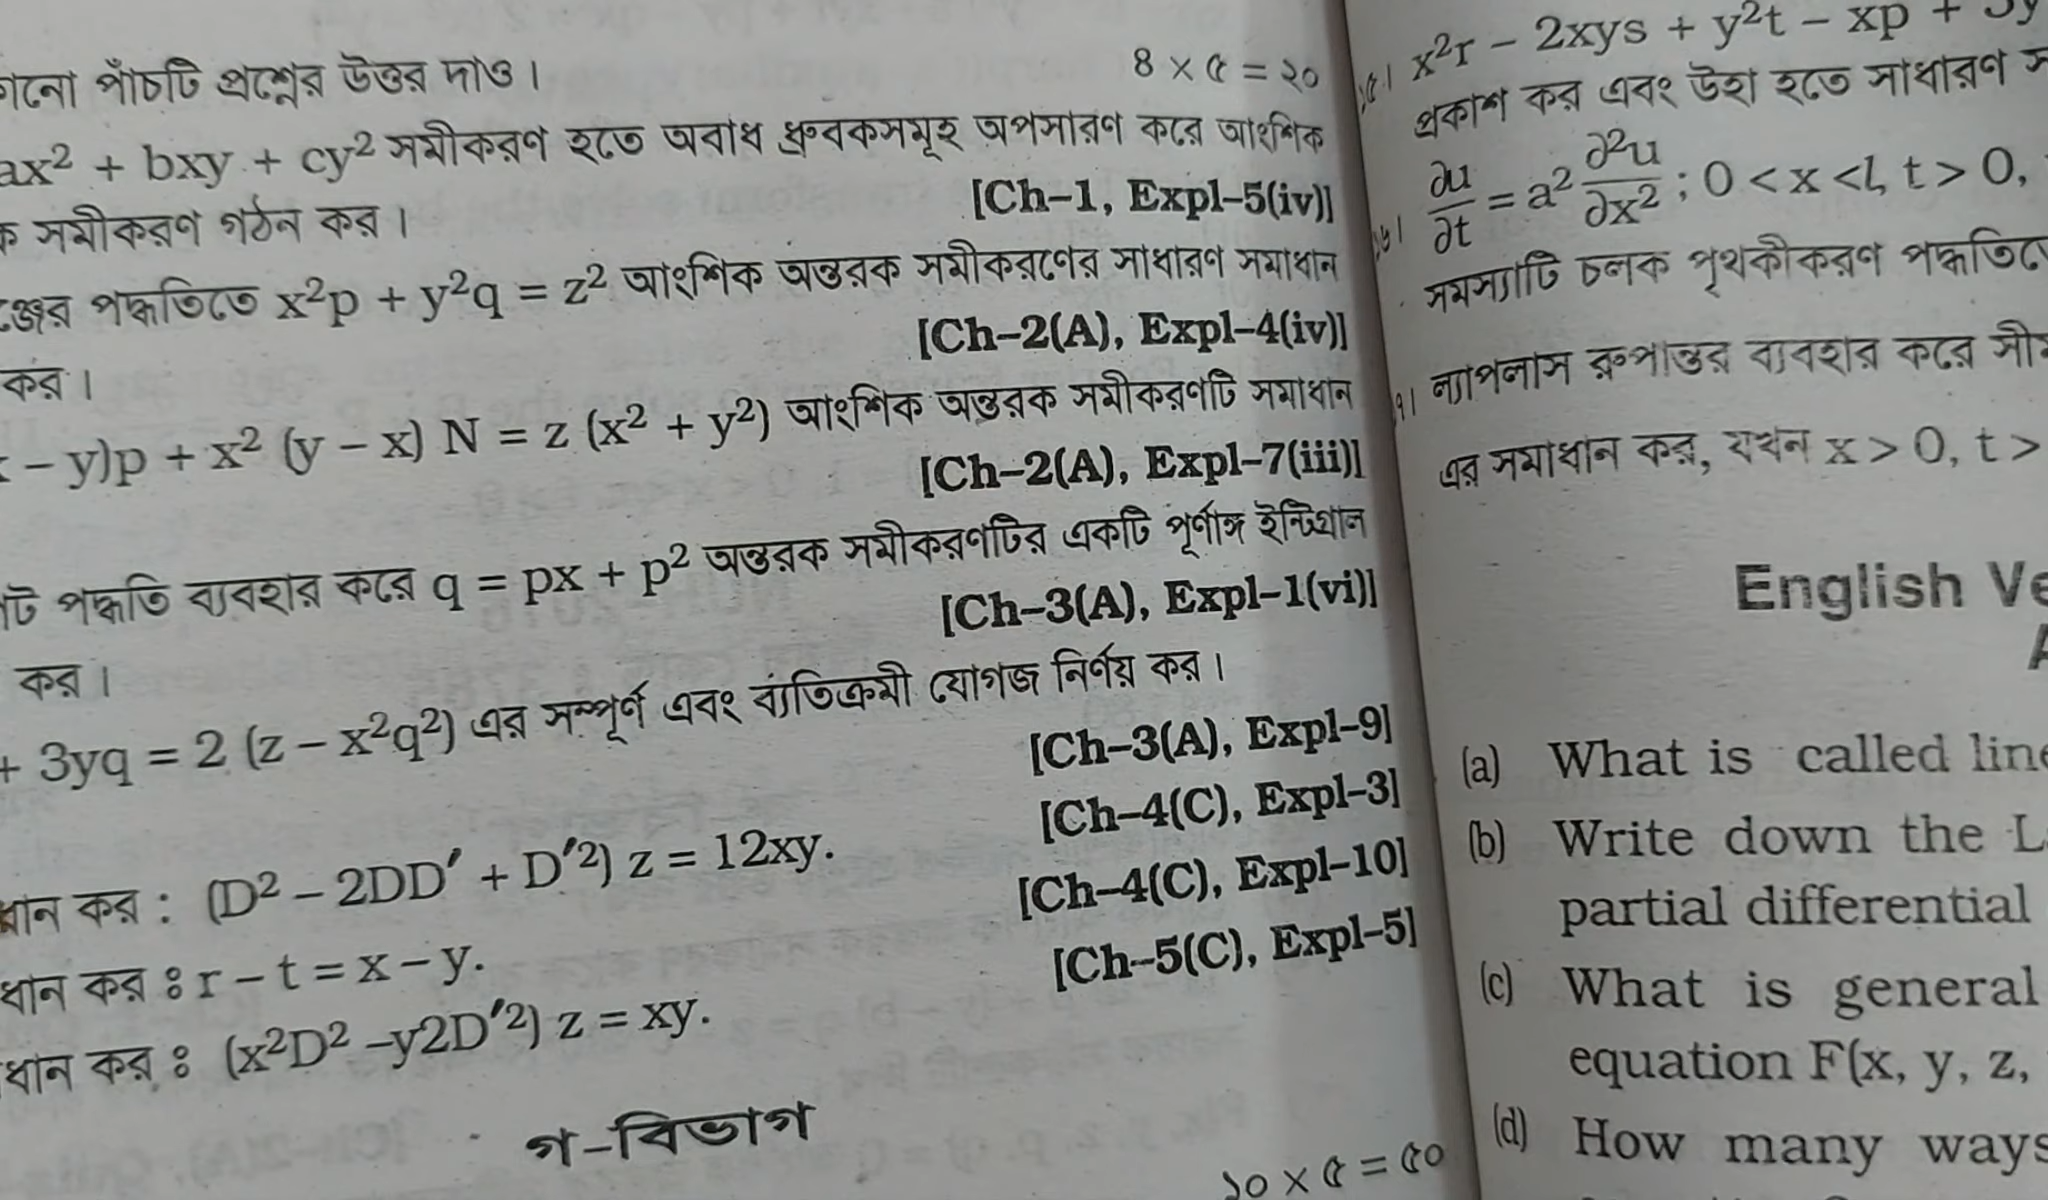 পাঁচটি প্রশ্নের উত্তর দাও। ৪ × ৫ = ২০
ax² + bxy + cy² সমীকরণ হতে অবাধ ধ্রুবকসমূহ অপসারণ করে আংশিক
[Ch–1, Expl–5(iv)]
সমীকরণ গঠন কর।
পদ্ধতিতে x²p + y²q = z² আংশিক অন্তরক সমীকরণের সাধারণ সমাধান
[Ch–2(A), Expl–4(iv)]
কর।
– y)p + x² (y – x) N = z (x² + y²) আংশিক অন্তরক সমীকরণটি সমাধান
[Ch–2(A), Expl–7(iii)]
পদ্ধতি ব্যবহার করে q = px + p² অন্তরক সমীকরণটির একটি পূর্ণাঙ্গ ইন্টিগ্রাল
[Ch–3(A), Expl–1(vi)]
কর।
+ 3yq = 2 (z – x²q²) এর সম্পূর্ণ এবং ব্যতিক্রমী যোগজ নির্ণয় কর।
[Ch–3(A), Expl–9]
[Ch–4(C), Expl–3]
কর : (D² – 2DD′ + D′²) z = 12xy.
[Ch–4(C), Expl–10]
কর ঃ r – t = x – y.
[Ch–5(C), Expl–5]
কর ঃ (x²D² –y2D′²) z = xy.
গ–বিভাগ
১০ × ৫ = ৫০
x²r – 2xys + y²t – xp +
প্রকাশ কর এবং উহা হতে সাধারণ
∂u/∂t = a² ∂²u/∂x² ; 0 < x < l, t > 0,
সমস্যাটি চলক পৃথকীকরণ
ল্যাপলাস রুপান্তর ব্যবহার করে
এর সমাধান কর, যখন x > 0, t >
English
(a) What is called
(b) Write down the
partial differential
(c) What is general
equation F(x, y, z,
(d) How many ways